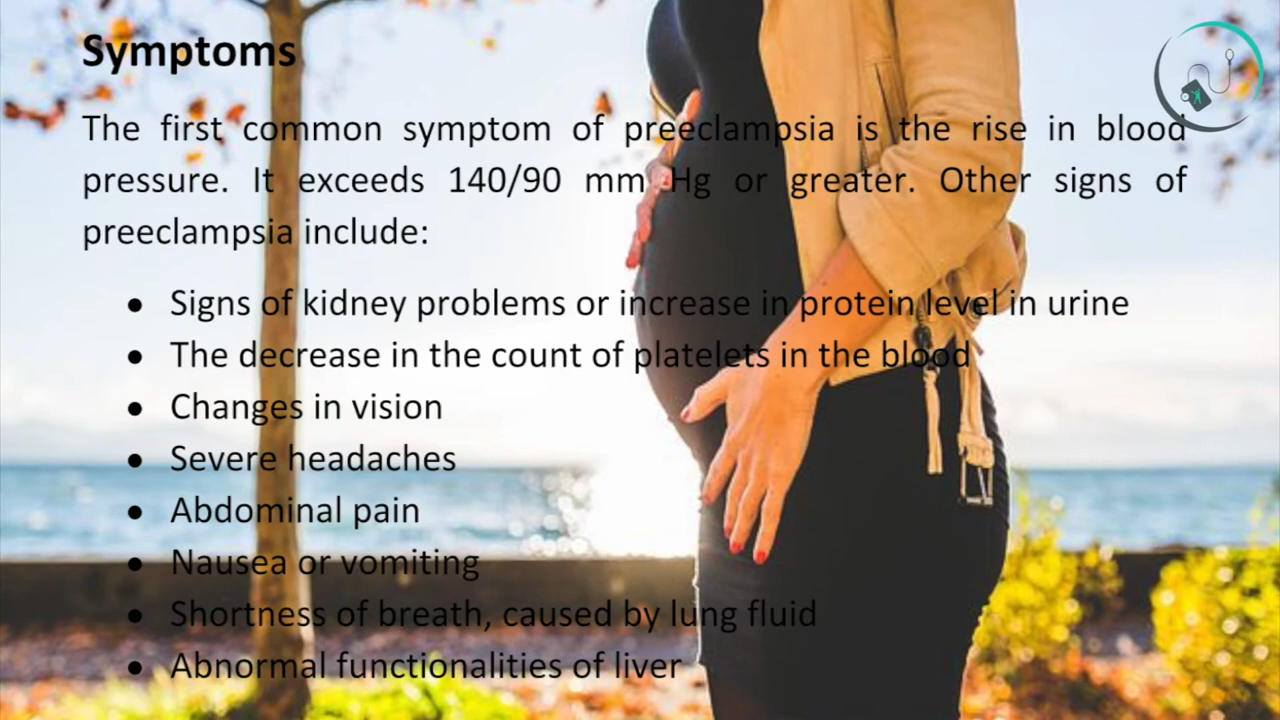 Symptoms
The first common symptom of preeclampsia is the rise in blood
pressure. It exceeds 140/90 mm Hg or greater. Other signs of
preeclampsia include:
● Signs of kidney problems or increase in protein level in urine
● The decrease in the count of platelets in the blood
● Changes in vision
● Severe headaches
● Abdominal pain
● Nausea or vomiting
● Shortness of breath, caused by lung fluid
● Abnormal functionalities of liver